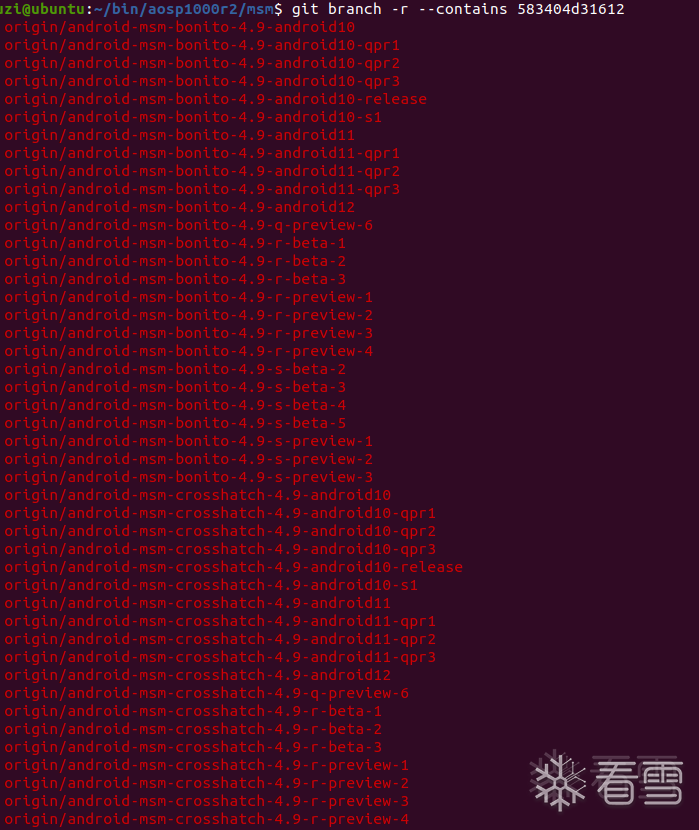 uzi@ubuntu:~/bin/aosp1000r2/msm$ git branch -r --contains 583404d31612
origin/android-msm-bonito-4.9-android10
origin/android-msm-bonito-4.9-android10-qpr1
origin/android-msm-bonito-4.9-android10-qpr2
origin/android-msm-bonito-4.9-android10-qpr3
origin/android-msm-bonito-4.9-android10-release
origin/android-msm-bonito-4.9-android10-s1
origin/android-msm-bonito-4.9-android11
origin/android-msm-bonito-4.9-android11-qpr1
origin/android-msm-bonito-4.9-android11-qpr2
origin/android-msm-bonito-4.9-android11-qpr3
origin/android-msm-bonito-4.9-android12
origin/android-msm-bonito-4.9-q-preview-6
origin/android-msm-bonito-4.9-r-beta-1
origin/android-msm-bonito-4.9-r-beta-2
origin/android-msm-bonito-4.9-r-beta-3
origin/android-msm-bonito-4.9-r-preview-1
origin/android-msm-bonito-4.9-r-preview-2
origin/android-msm-bonito-4.9-r-preview-3
origin/android-msm-bonito-4.9-r-preview-4
origin/android-msm-bonito-4.9-s-beta-2
origin/android-msm-bonito-4.9-s-beta-3
origin/android-msm-bonito-4.9-s-beta-4
origin/android-msm-bonito-4.9-s-beta-5
origin/android-msm-bonito-4.9-s-preview-1
origin/android-msm-bonito-4.9-s-preview-2
origin/android-msm-bonito-4.9-s-preview-3
origin/android-msm-crosshatch-4.9-android10
origin/android-msm-crosshatch-4.9-android10-qpr1
origin/android-msm-crosshatch-4.9-android10-qpr2
origin/android-msm-crosshatch-4.9-android10-qpr3
origin/android-msm-crosshatch-4.9-android10-release
origin/android-msm-crosshatch-4.9-android10-s1
origin/android-msm-crosshatch-4.9-android11
origin/android-msm-crosshatch-4.9-android11-qpr1
origin/android-msm-crosshatch-4.9-android11-qpr2
origin/android-msm-crosshatch-4.9-android11-qpr3
origin/android-msm-crosshatch-4.9-android12
origin/android-msm-crosshatch-4.9-q-preview-6
origin/android-msm-crosshatch-4.9-r-beta-1
origin/android-msm-crosshatch-4.9-r-beta-2
origin/android-msm-crosshatch-4.9-r-beta-3
origin/android-msm-crosshatch-4.9-r-preview-1
origin/android-msm-crosshatch-4.9-r-preview-2
origin/android-msm-crosshatch-4.9-r-preview-3
origin/android-msm-crosshatch-4.9-r-preview-4
看雪